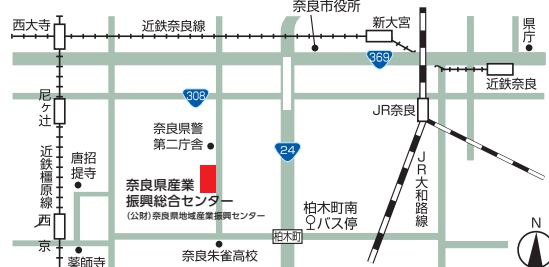 奈良市役所
西大寺
近鉄奈良線
新大宮
県庁
369
近鉄奈良
308
尼ヶ辻
JR奈良
奈良県警
第二庁舎
24
近鉄橿原線
唐招
提寺
JR大和路線
奈良県産業
振興総合センター
(公財)奈良県地域産業振興センター
柏木町南
バス停
西ノ京
柏木町
N
薬師寺
奈良朱雀高校